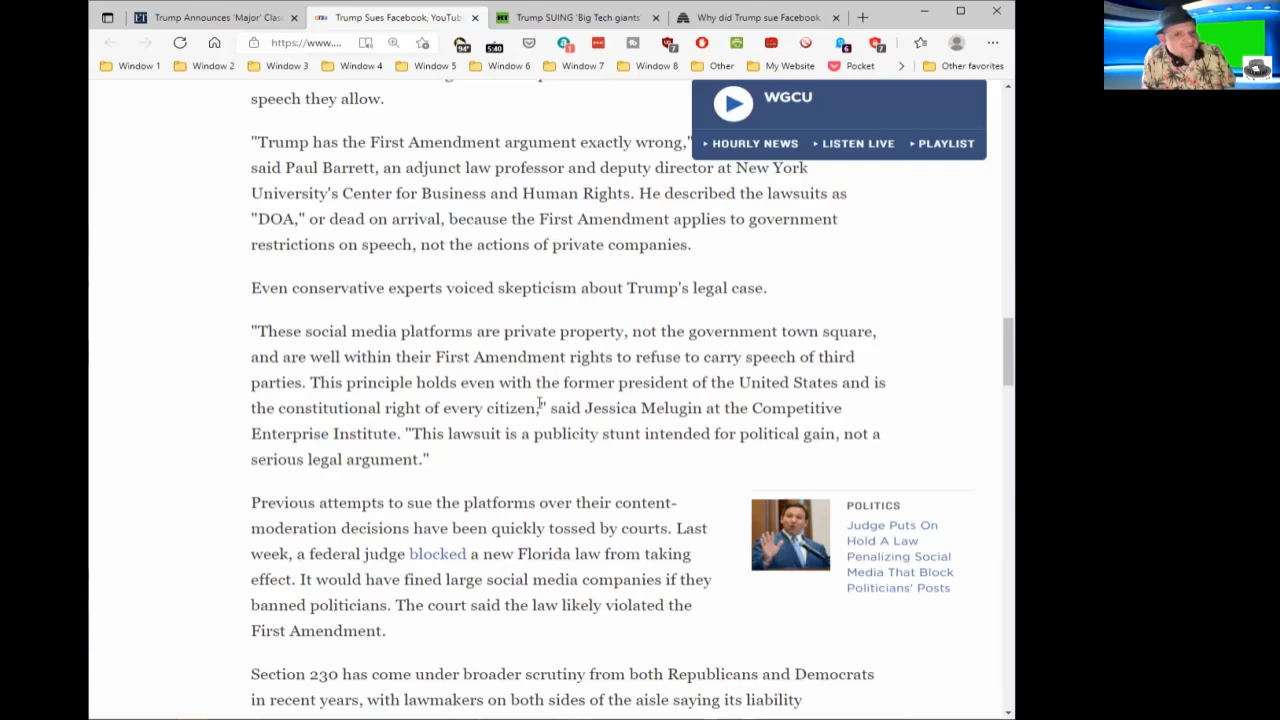 Trump Announces 'Major' Clas
Trump Sues Facebook, YouTub
Trump SUING 'Big Tech giants'
Why did Trump sue Facebook,
https://www....
94°
5:40
1
7
6
7
Window 1
Window 2
Window 3
Window 4
Window 5
Window 6
Window 7
Window 8
Other
My Website
Pocket
Other favorites
speech they allow.
WGCU
HOURLY NEWS
LISTEN LIVE
PLAYLIST
"Trump has the First Amendment argument exactly wrong,"
said Paul Barrett, an adjunct law professor and deputy director at New York
University's Center for Business and Human Rights. He described the lawsuits as
"DOA," or dead on arrival, because the First Amendment applies to government
restrictions on speech, not the actions of private companies.
Even conservative experts voiced skepticism about Trump's legal case.
"These social media platforms are private property, not the government town square,
and are well within their First Amendment rights to refuse to carry speech of third
parties. This principle holds even with the former president of the United States and is
the constitutional right of every citizen," said Jessica Melugin at the Competitive
Enterprise Institute. "This lawsuit is a publicity stunt intended for political gain, not a
serious legal argument."
Previous attempts to sue the platforms over their content-
moderation decisions have been quickly tossed by courts. Last
week, a federal judge blocked a new Florida law from taking
effect. It would have fined large social media companies if they
banned politicians. The court said the law likely violated the
First Amendment.
POLITICS
Judge Puts On
Hold A Law
Penalizing Social
Media That Block
Politicians' Posts
Section 230 has come under broader scrutiny from both Republicans and Democrats
in recent years, with lawmakers on both sides of the aisle saying its liability